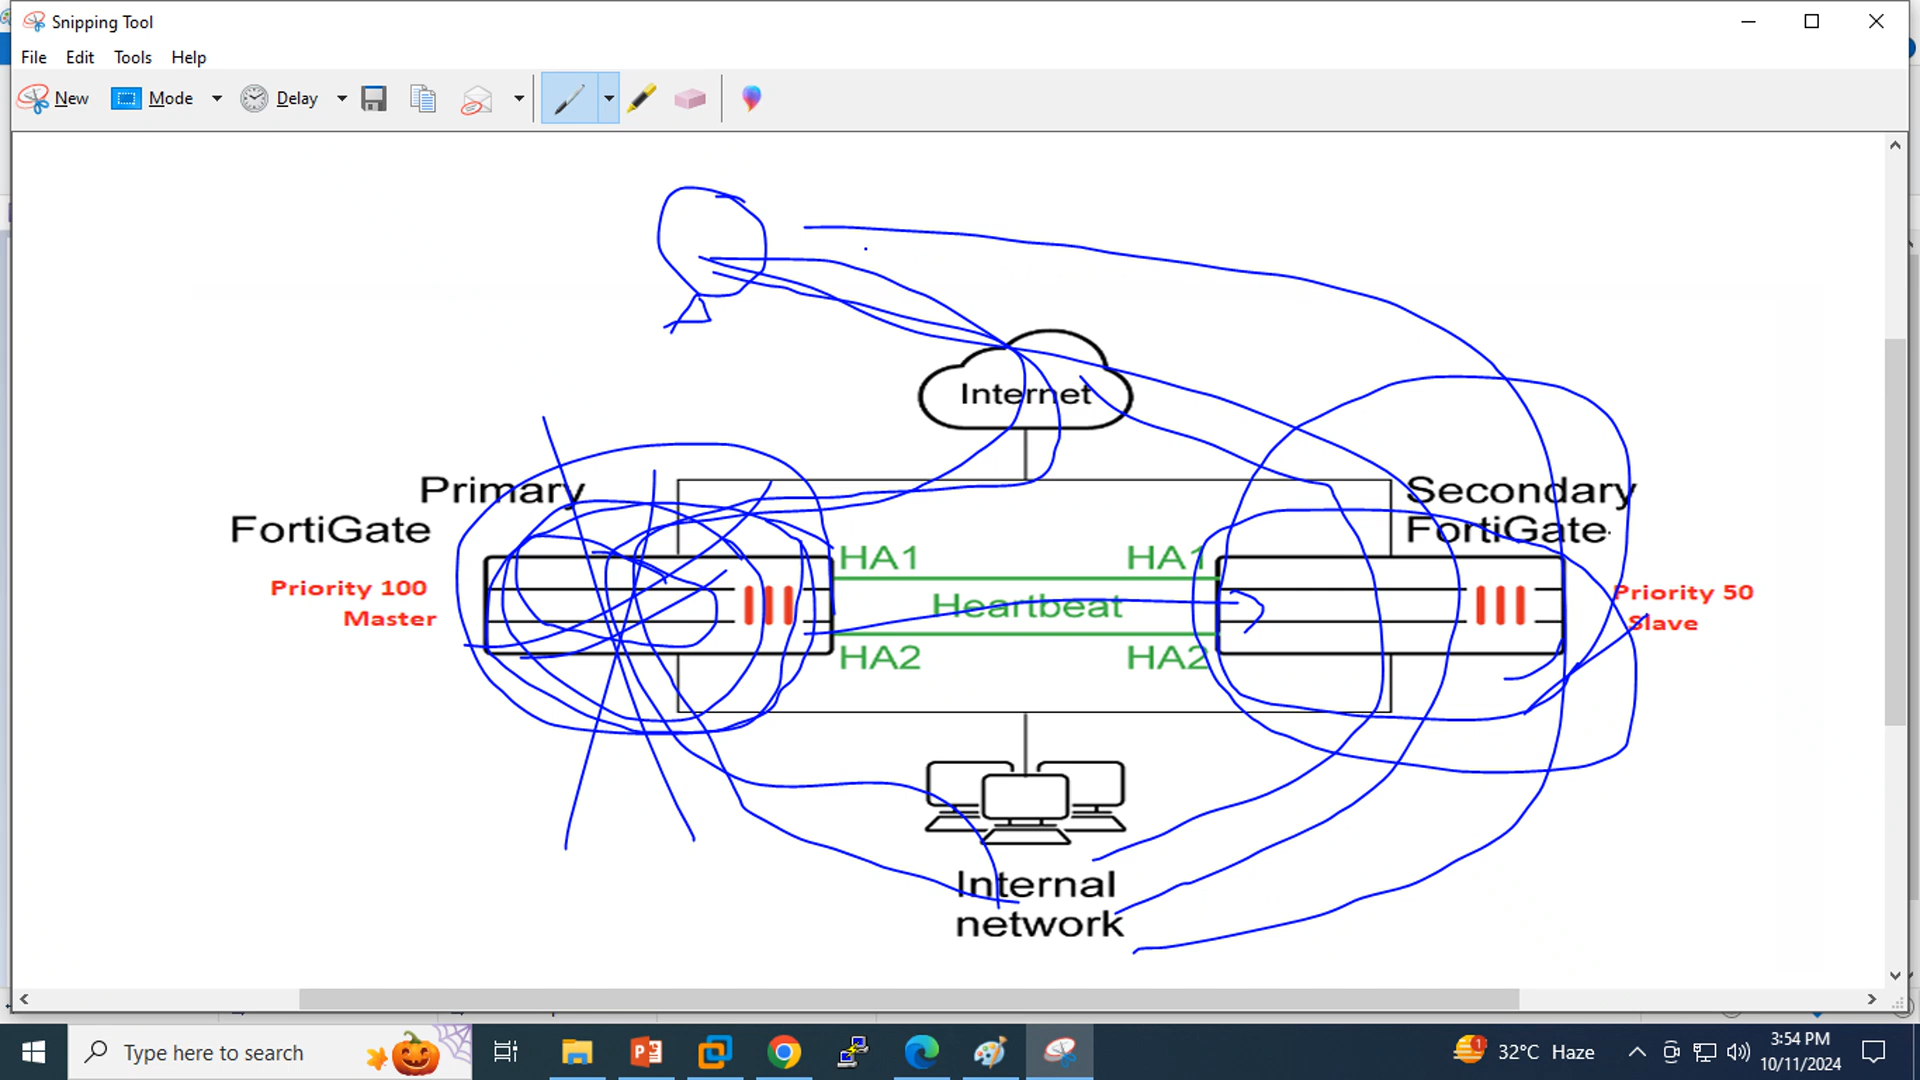 Snipping Tool
File Edit Tools Help
New Mode Delay
Internet
Primary
FortiGate
Secondary
FortiGate
HA1 HA1
Priority 100
Master
Heartbeat
Priority 50
Slave
HA2 HA2
Internal
network
Type here to search
1
32°C Haze
3:54 PM
10/11/2024